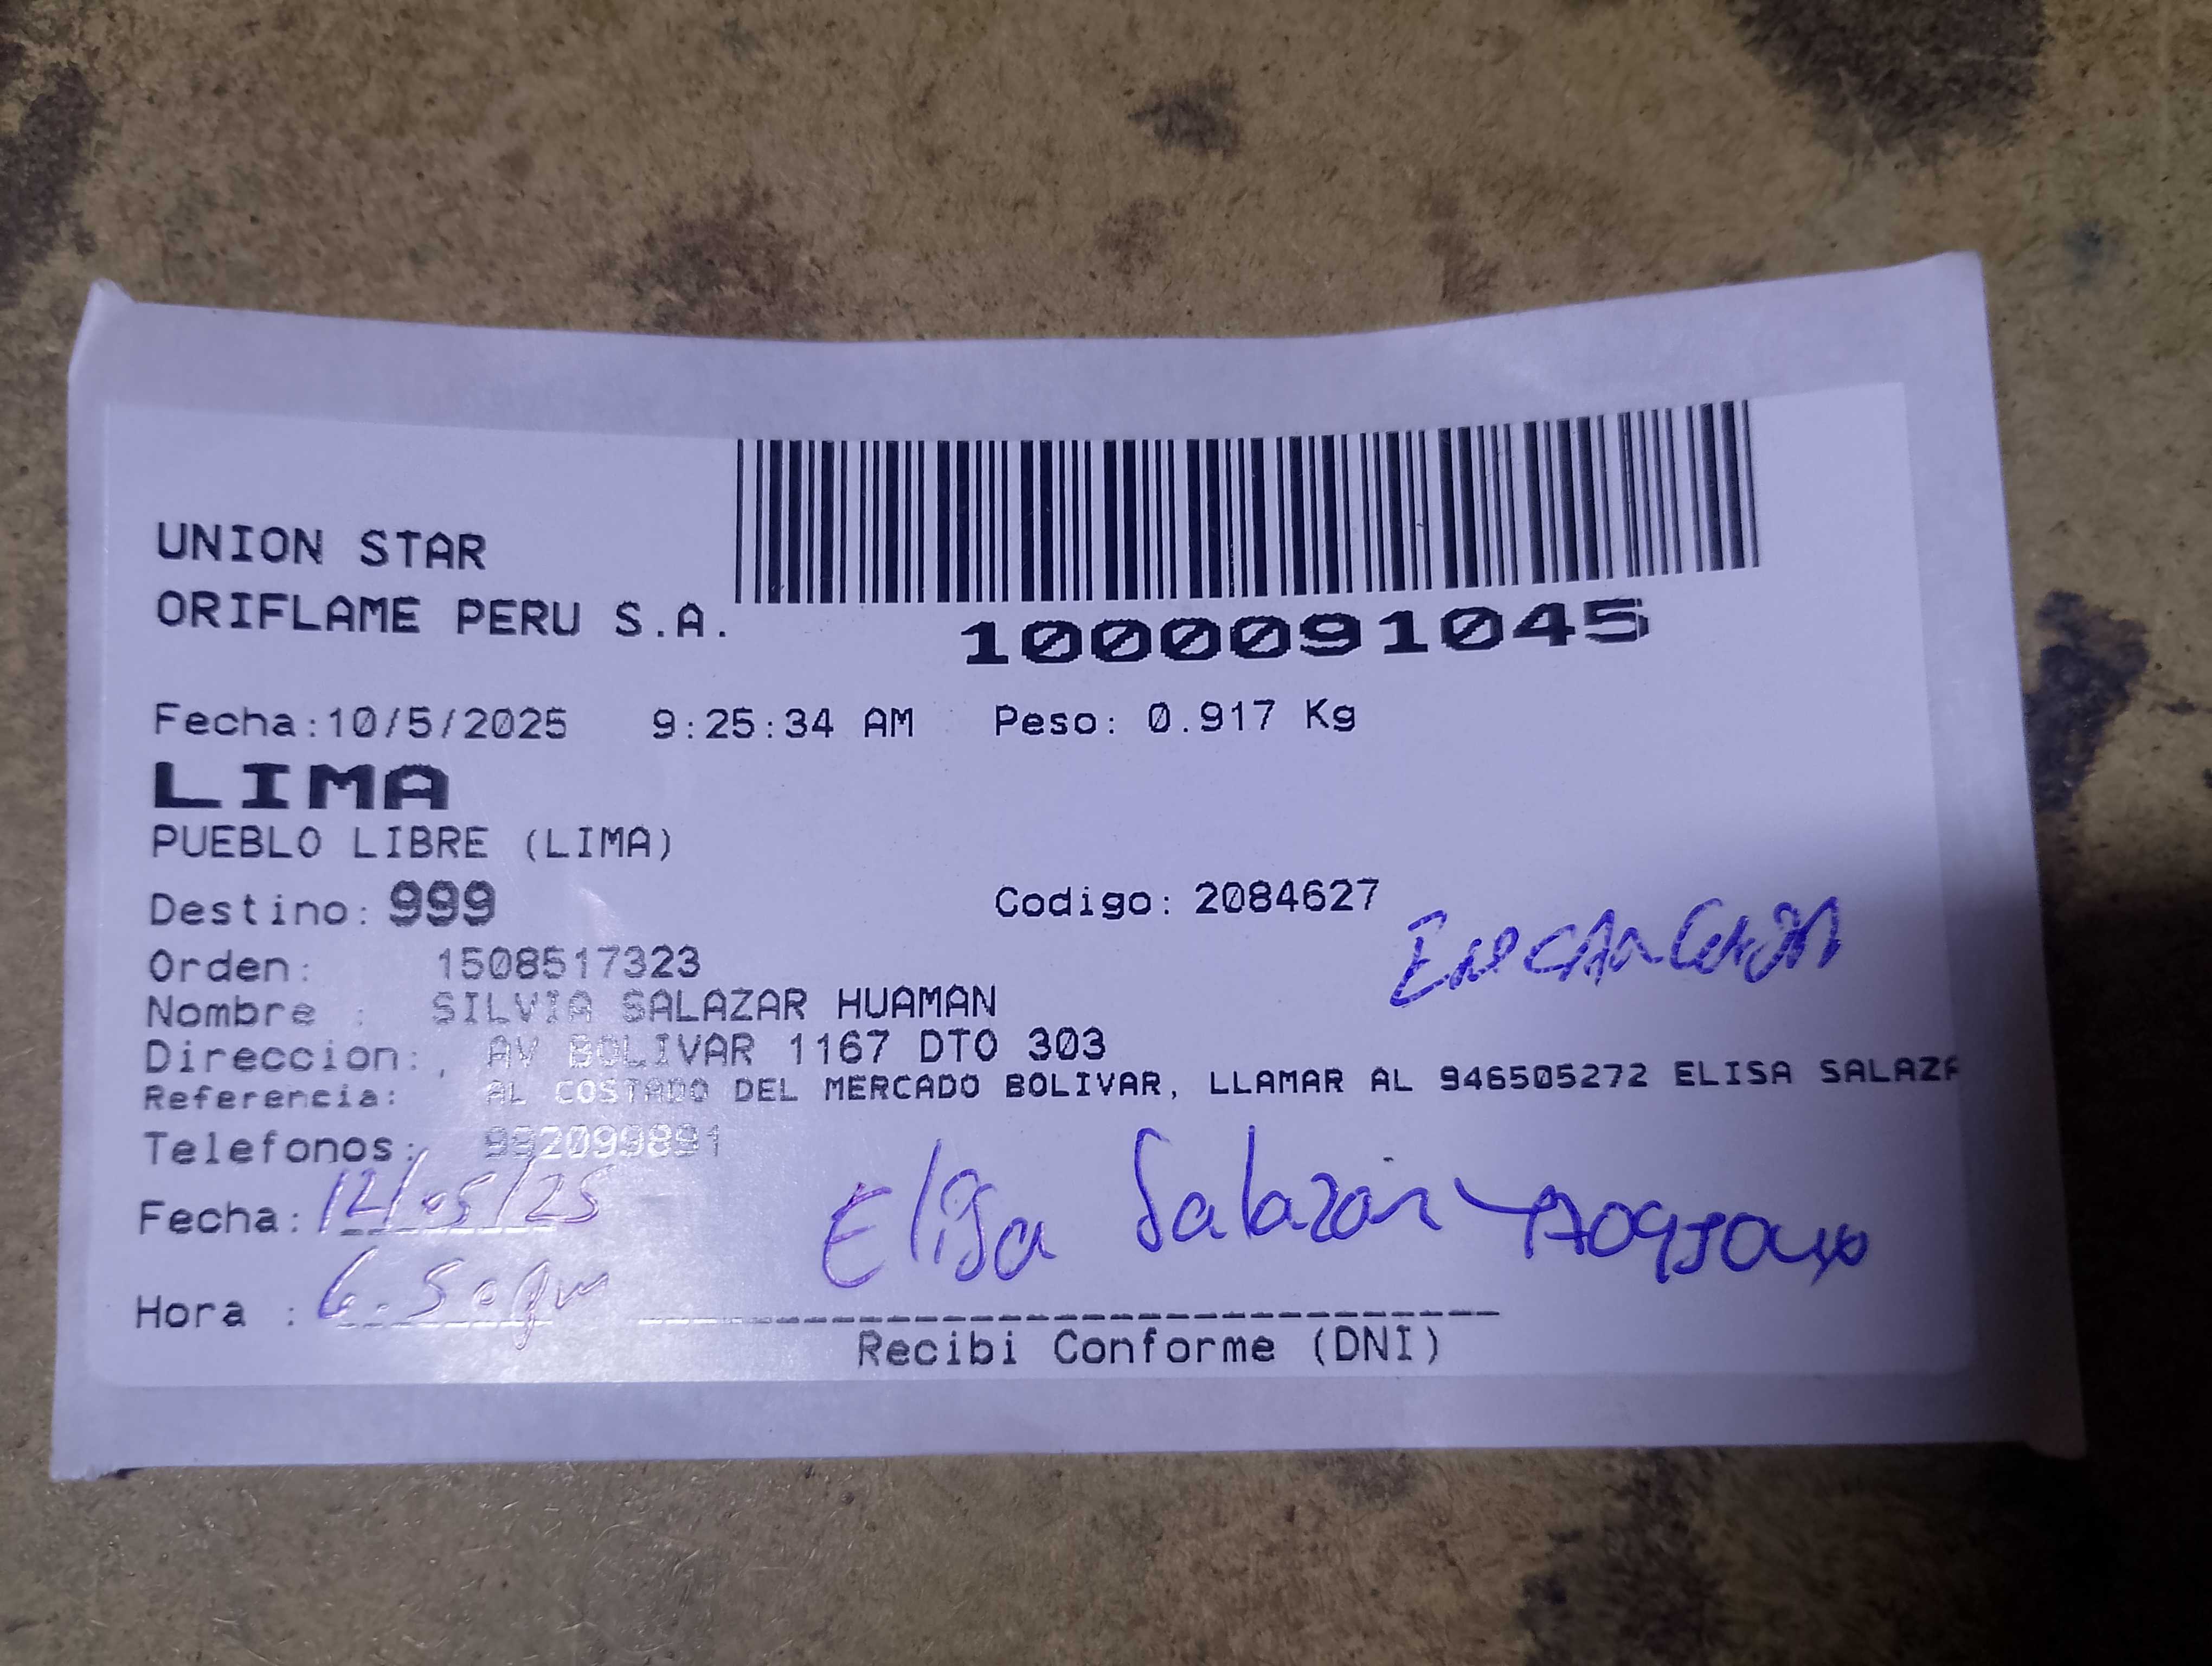 UNION STAR
ORIFLAME PERU S.A.
1000091045
Fecha:10/5/2025 9:25:34 AM Peso: 0.917 Kg
LIMA
PUEBLO LIBRE (LIMA)
Destino: 999 Codigo: 2084627
Orden: 1508517323
Nombre : SILVIA SALAZAR HUAMAN
Direccion:, AV BOLIVAR 1167 DTO 303
Referencia: AL COSTADO DEL MERCADO BOLIVAR, LLAMAR AL 946505272 ELISA SALAZA
Telefonos: 992099891
Fecha: 12/05/25 Elisa Salazar
Hora : 6.50pm
Recibi Conforme (DNI)